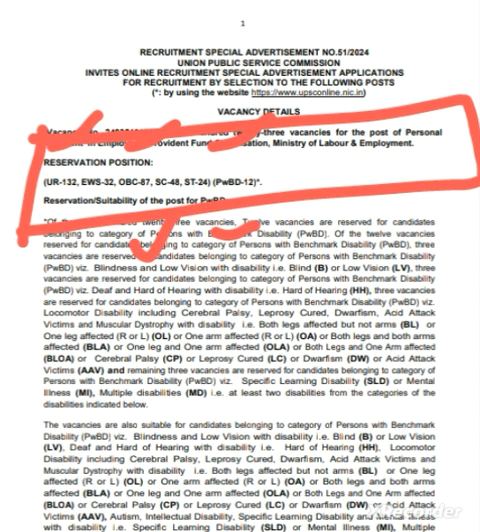 1
RECRUITMENT SPECIAL ADVERTISEMENT NO.51/2024
UNION PUBLIC SERVICE COMMISSION
INVITES ONLINE RECRUITMENT SPECIAL ADVERTISEMENT APPLICATIONS
FOR RECRUITMENT BY SELECTION TO THE FOLLOWING POSTS
(*: by using the website https://www.upsconline.nic.in)
VACANCY DETAILS
three vacancies for the post of Personal
in Provident Fund Ministry of Labour & Employment.
RESERVATION POSITION:
(UR-132, EWS-32, OBC-87, SC-48, ST-24) (PwBD-12)*.
Reservation/Suitability of the post for
three vacancies, Twelve vacancies are reserved for candidates
belonging to category of Persons with Benchmark Disability (PwBD). Of the twelve vacancies
reserved for candidates belonging to category of Persons with Benchmark Disability (PwBD), three
vacancies are reserved candidates belonging to category of Persons with Benchmark Disability
(PwBD) viz. Blindness and Low Vision with disability i.e. Blind (B) or Low Vision (LV), three
vacancies are reserved for candidates belonging to category of Persons with Benchmark Disability
(PwBD) viz. Deaf and Hard of Hearing with disability i.e. Hard of Hearing (HH), three vacancies
are reserved for candidates belonging to category of Persons with Benchmark Disability (PwBD) viz.
Locomotor Disability including Cerebral Palsy, Leprosy Cured, Dwarfism, Acid Attack
Victims and Muscular Dystrophy with disability i.e. Both legs affected but not arms (BL) or
One leg affected (R or L) (OL) or One arm affected (R or L) (OA) or Both legs and both arms
affected (BLA) or One leg and One arm affected (OLA) or Both Legs and One Arm affected
(BLOA) or Cerebral Palsy (CP) or Leprosy Cured (LC) or Dwarfism (DW) or Acid Attack
Victims (AAV) and remaining three vacancies are reserved for candidates belonging to category of
Persons with Benchmark Disability (PwBD) viz. Specific Learning Disability (SLD) or Mental
Illness (MI), Multiple disabilities (MD) i.e. at least two disabilities from the categories of the
disabilities indicated below.
The vacancies are also suitable for candidates belonging to category of Persons with Benchmark
Disability (PwBD) viz. Blindness and Low Vision with disability i.e. Blind (B) or Low Vision
(LV), Deaf and Hard of Hearing with disability i.e. Hard of Hearing (HH), Locomotor
Disability including Cerebral Palsy, Leprosy Cured, Dwarfism, Acid Attack Victims and
Muscular Dystrophy with disability i.e. Both legs affected but not arms (BL) or One leg
affected (R or L) (OL) or One arm affected (R or L) (OA) or Both legs and both arms
affected (BLA) or One leg and One arm affected (OLA) or Both Legs and One Arm affected
(BLOA) or Cerebral Palsy (CP) or Leprosy Cured (LC) or Dwarfism (DW) or Acid Attack
Victims (AAV), Autism, Intellectual Disability, Specific Learning Disability and Mental Illness
with disability i.e. Specific Learning Disability (SLD) or Mental Illness (MI), Multiple